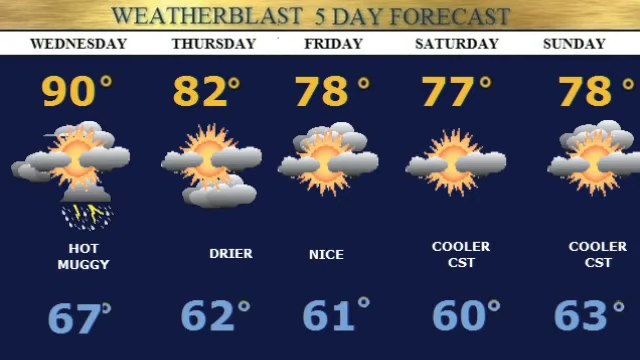 WEATHERBLAST 5 DAY FORECAST
WEDNESDAY THURSDAY FRIDAY SATURDAY SUNDAY
90° 82° 78° 77° 78°
HOT MUGGY
DRIER
NICE
COOLER CST
COOLER CST
67° 62° 61° 60° 63°